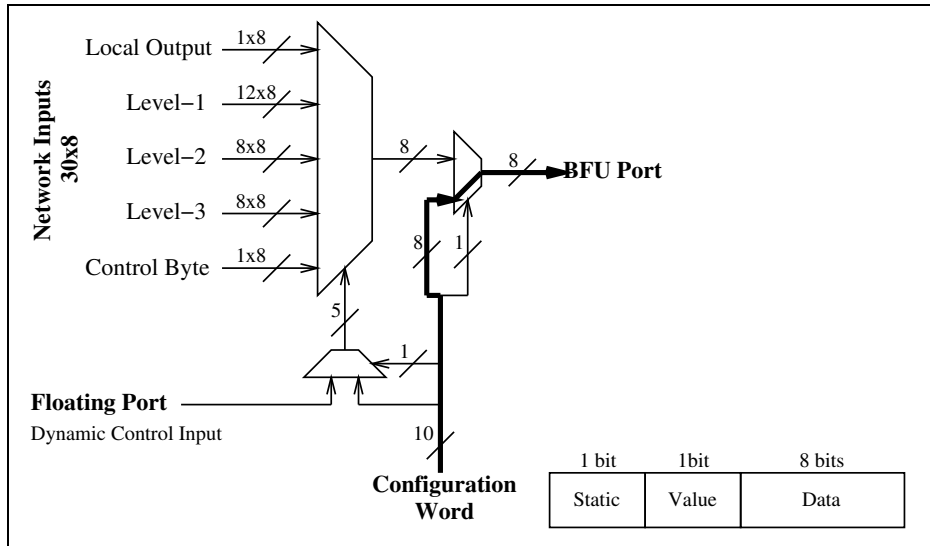 Network Inputs
30x8
Local Output
1x8
Level-1
12x8
Level-2
8x8
Level-3
8x8
Control Byte
1x8
8
8
BFU Port
8
1
5
1
Floating Port
Dynamic Control Input
10
Configuration
Word
1 bit 1bit 8 bits
Static Value Data